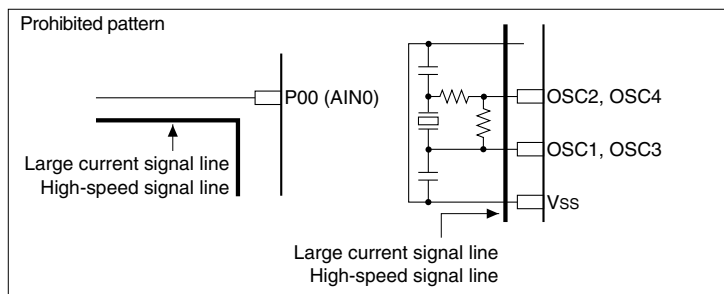 Prohibited pattern
P00 (AIN0)
Large current signal line
High-speed signal line
OSC2, OSC4
OSC1, OSC3
VSS
Large current signal line
High-speed signal line